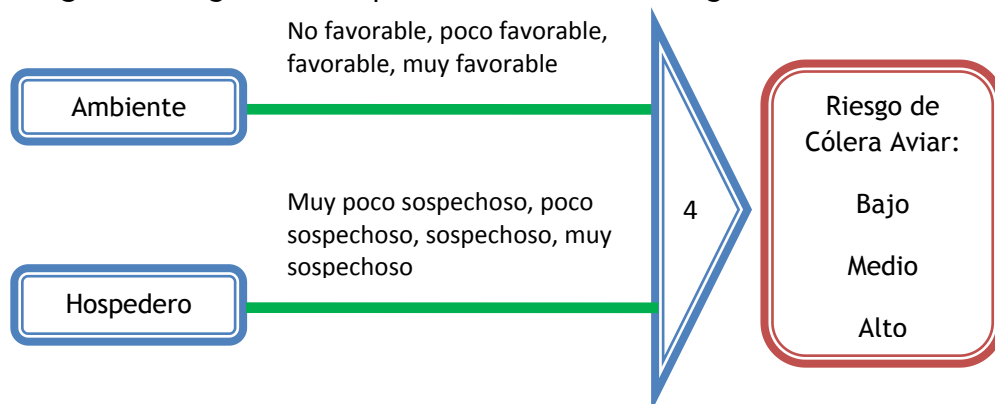 No favorable, poco favorable,
favorable, muy favorable
Ambiente
Muy poco sospechoso, poco
sospechoso, sospechoso, muy
sospechoso
Hospedero
4
Riesgo de
Cólera Aviar:
Bajo
Medio
Alto